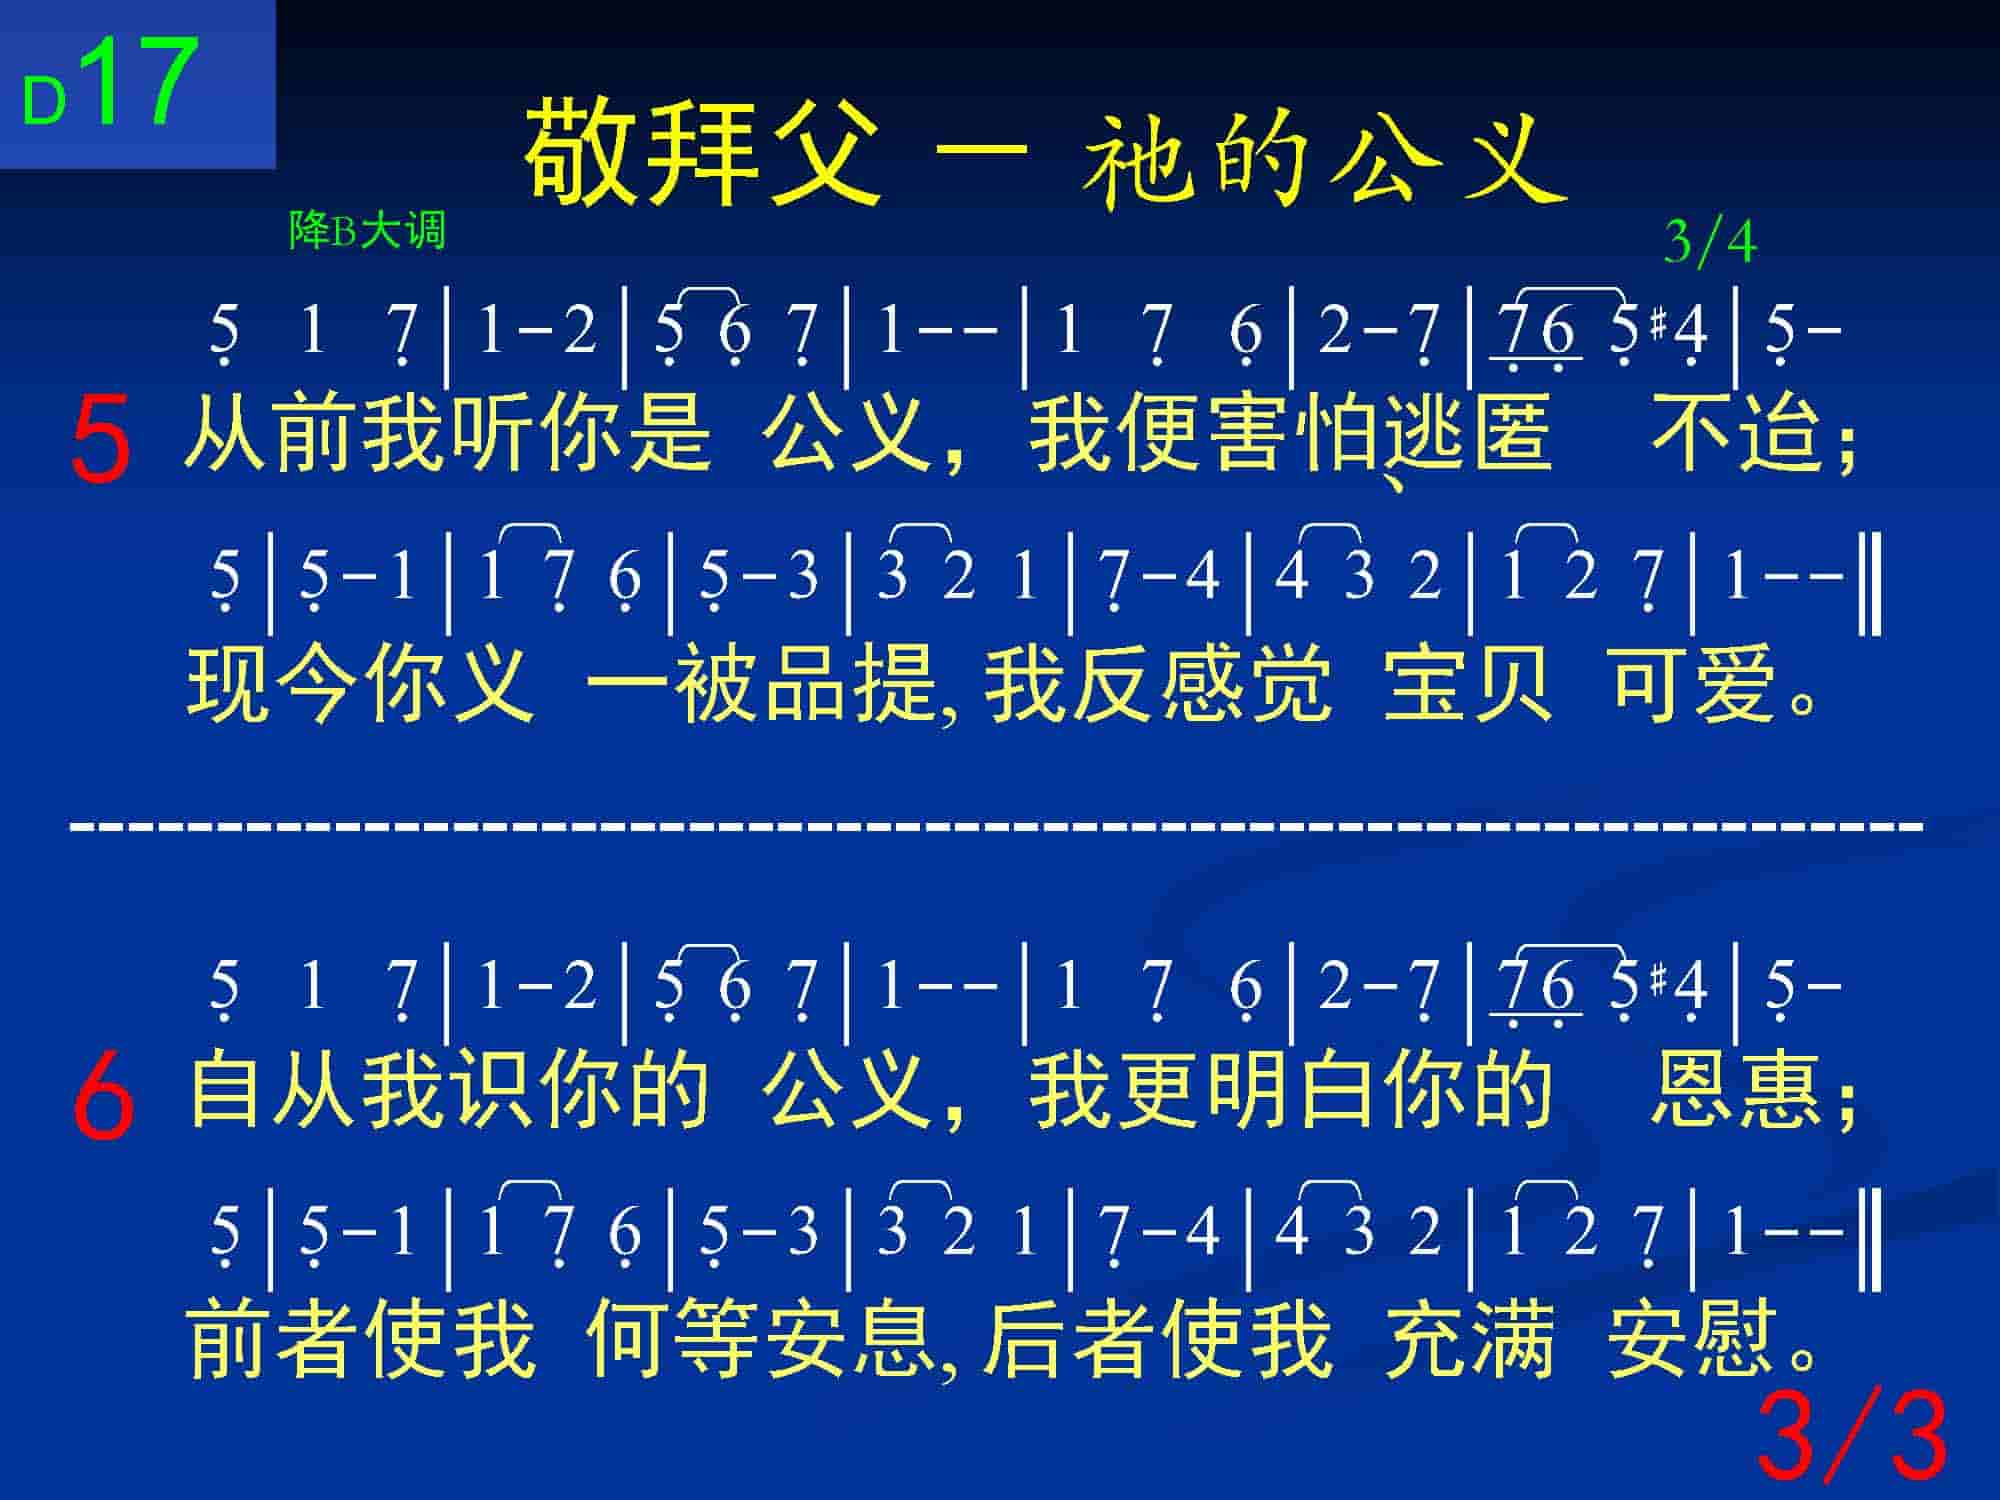 D17
敬拜父 － 祂的公义
降B大调
3/4
5 1 7|1-2|5 6 7|1--|1 7 6|2-7|76 5 #4|5-
5 从前我听你是 公义，我便害怕、逃匿 不迨；
5|5-1|1 7 6|5-3|3 2 1|7-4|4 3 2|1 2 7|1--‖
现今你义 一被品提, 我反感觉 宝贝 可爱。
5 1 7|1-2|5 6 7|1--|1 7 6|2-7|76 5 #4|5-
6 自从我识你的 公义，我更明白你的 恩惠；
5|5-1|1 7 6|5-3|3 2 1|7-4|4 3 2|1 2 7|1--‖
前者使我 何等安息, 后者使我 充满 安慰。
3/3